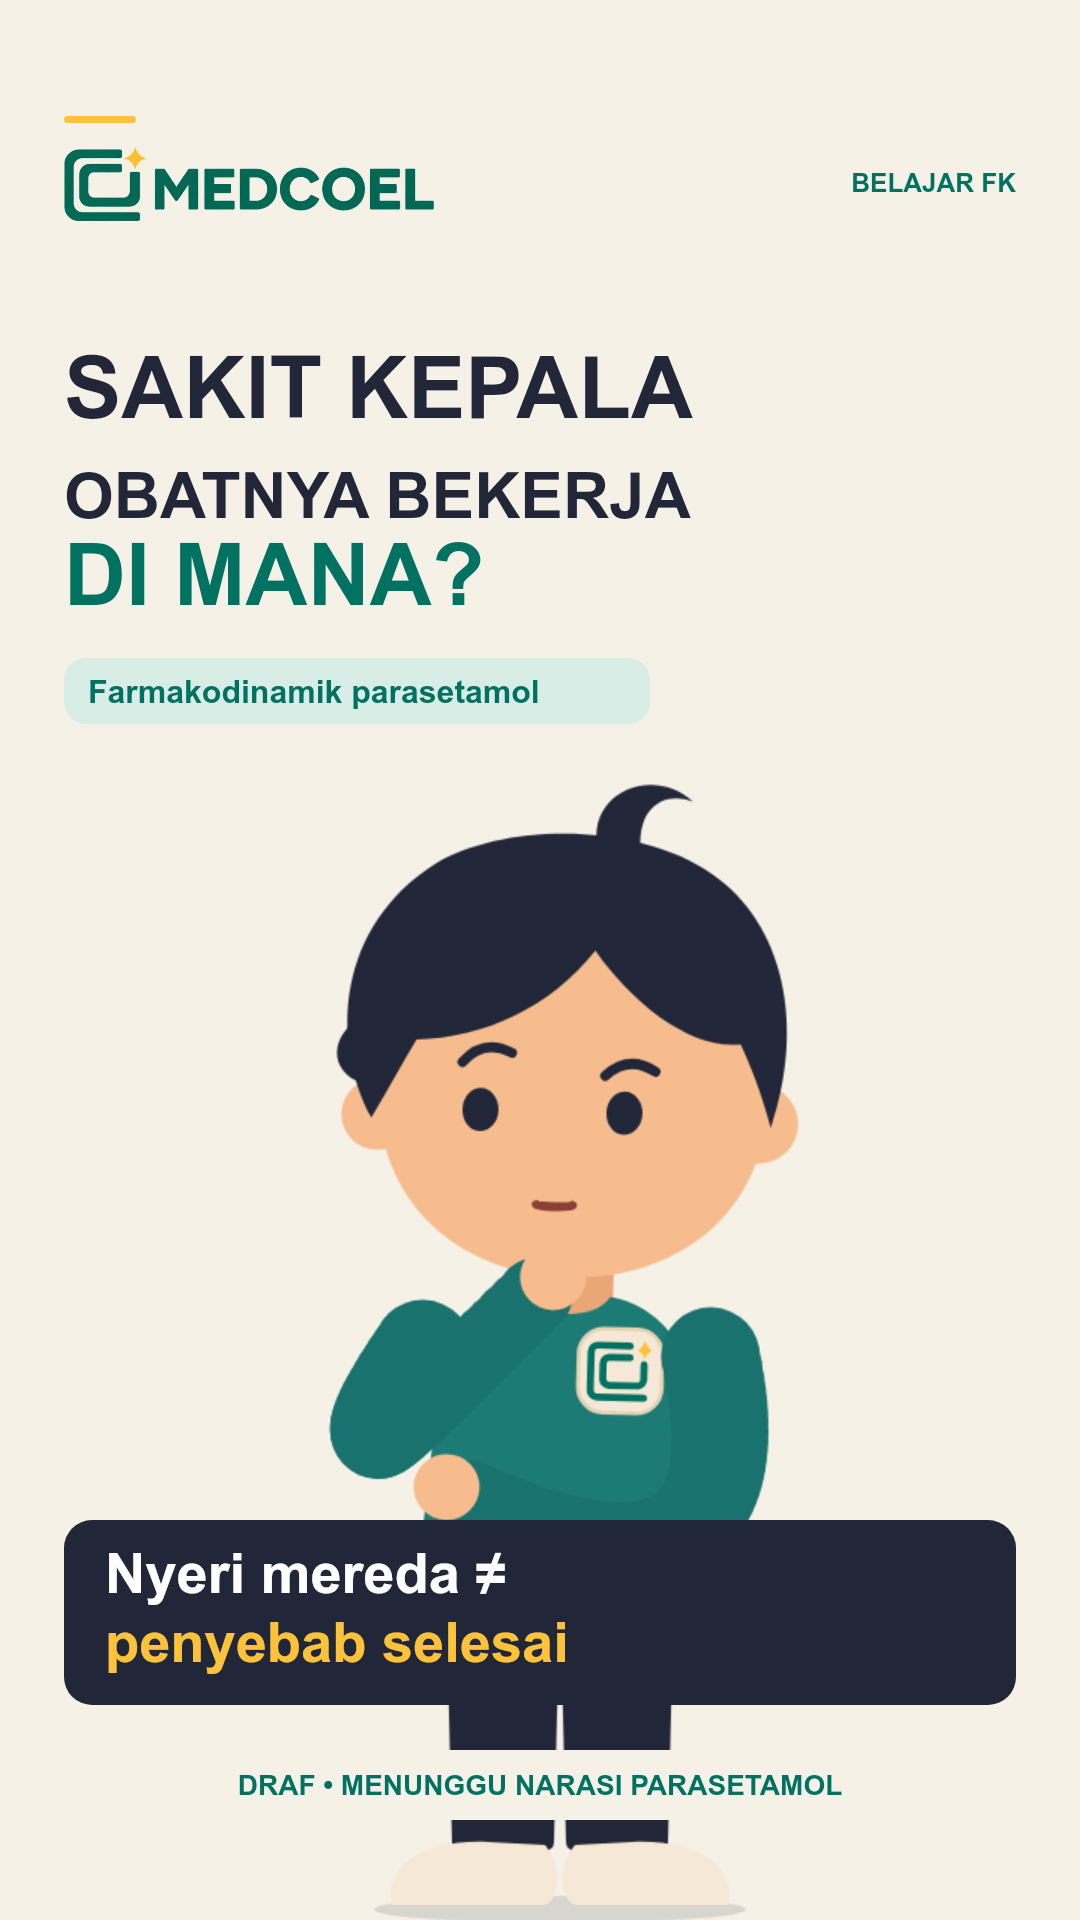 MEDCOEL
BELAJAR FK
SAKIT KEPALA
OBATNYA BEKERJA
DI MANA?
Farmakodinamik parasetamol
Nyeri mereda ≠
penyebab selesai
DRAF • MENUNGGU NARASI PARASETAMOL